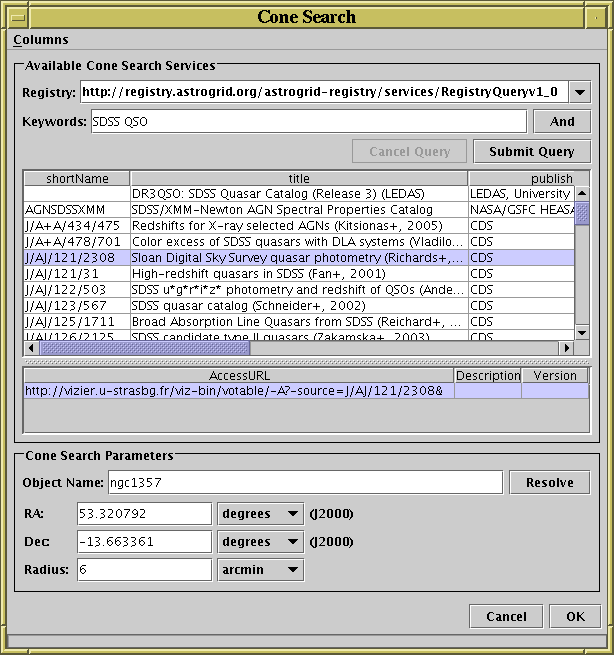 Cone Search
Columns
Available Cone Search Services
Registry: http://registry.astrogrid.org/astrogrid-registry/services/RegistryQueryv1_0
Keywords: SDSS QSO And
Cancel Query Submit Query
shortName title publish
DR3QSO: SDSS Quasar Catalog (Release 3) (LEDAS) LEDAS, University
AGNSDSSXMM SDSS/XMM-Newton AGN Spectral Properties Catalog NASA/GSFC HEASA
J/A+A/434/475 Redshifts for X-ray selected AGNs (Kitsionas+, 2005) CDS
J/A+A/478/701 Color excess of SDSS quasars with DLA systems (Vladilo... CDS
J/AJ/121/2308 Sloan Digital Sky Survey quasar photometry (Richards+,... CDS
J/AJ/121/31 High-redshift quasars in SDSS (Fan+, 2001) CDS
J/AJ/122/503 SDSS u*g*r*i*z* photometry and redshift of QSOs (Ande... CDS
J/AJ/123/567 SDSS quasar catalog (Schneider+, 2002) CDS
J/AJ/125/1711 Broad Absorption Line Quasars from SDSS (Reichard+, ... CDS
J/AJ/126/2125 SDSS candidate type II quasars (Zakamska+, 2003) CDS
AccessURL Description Version
http://vizier.u-strasbg.fr/viz-bin/votable/-A?-source=J/AJ/121/2308&
Cone Search Parameters
Object Name: ngc1357 Resolve
RA: 53.320792 degrees (J2000)
Dec: -13.663361 degrees (J2000)
Radius: 6 arcmin
Cancel OK